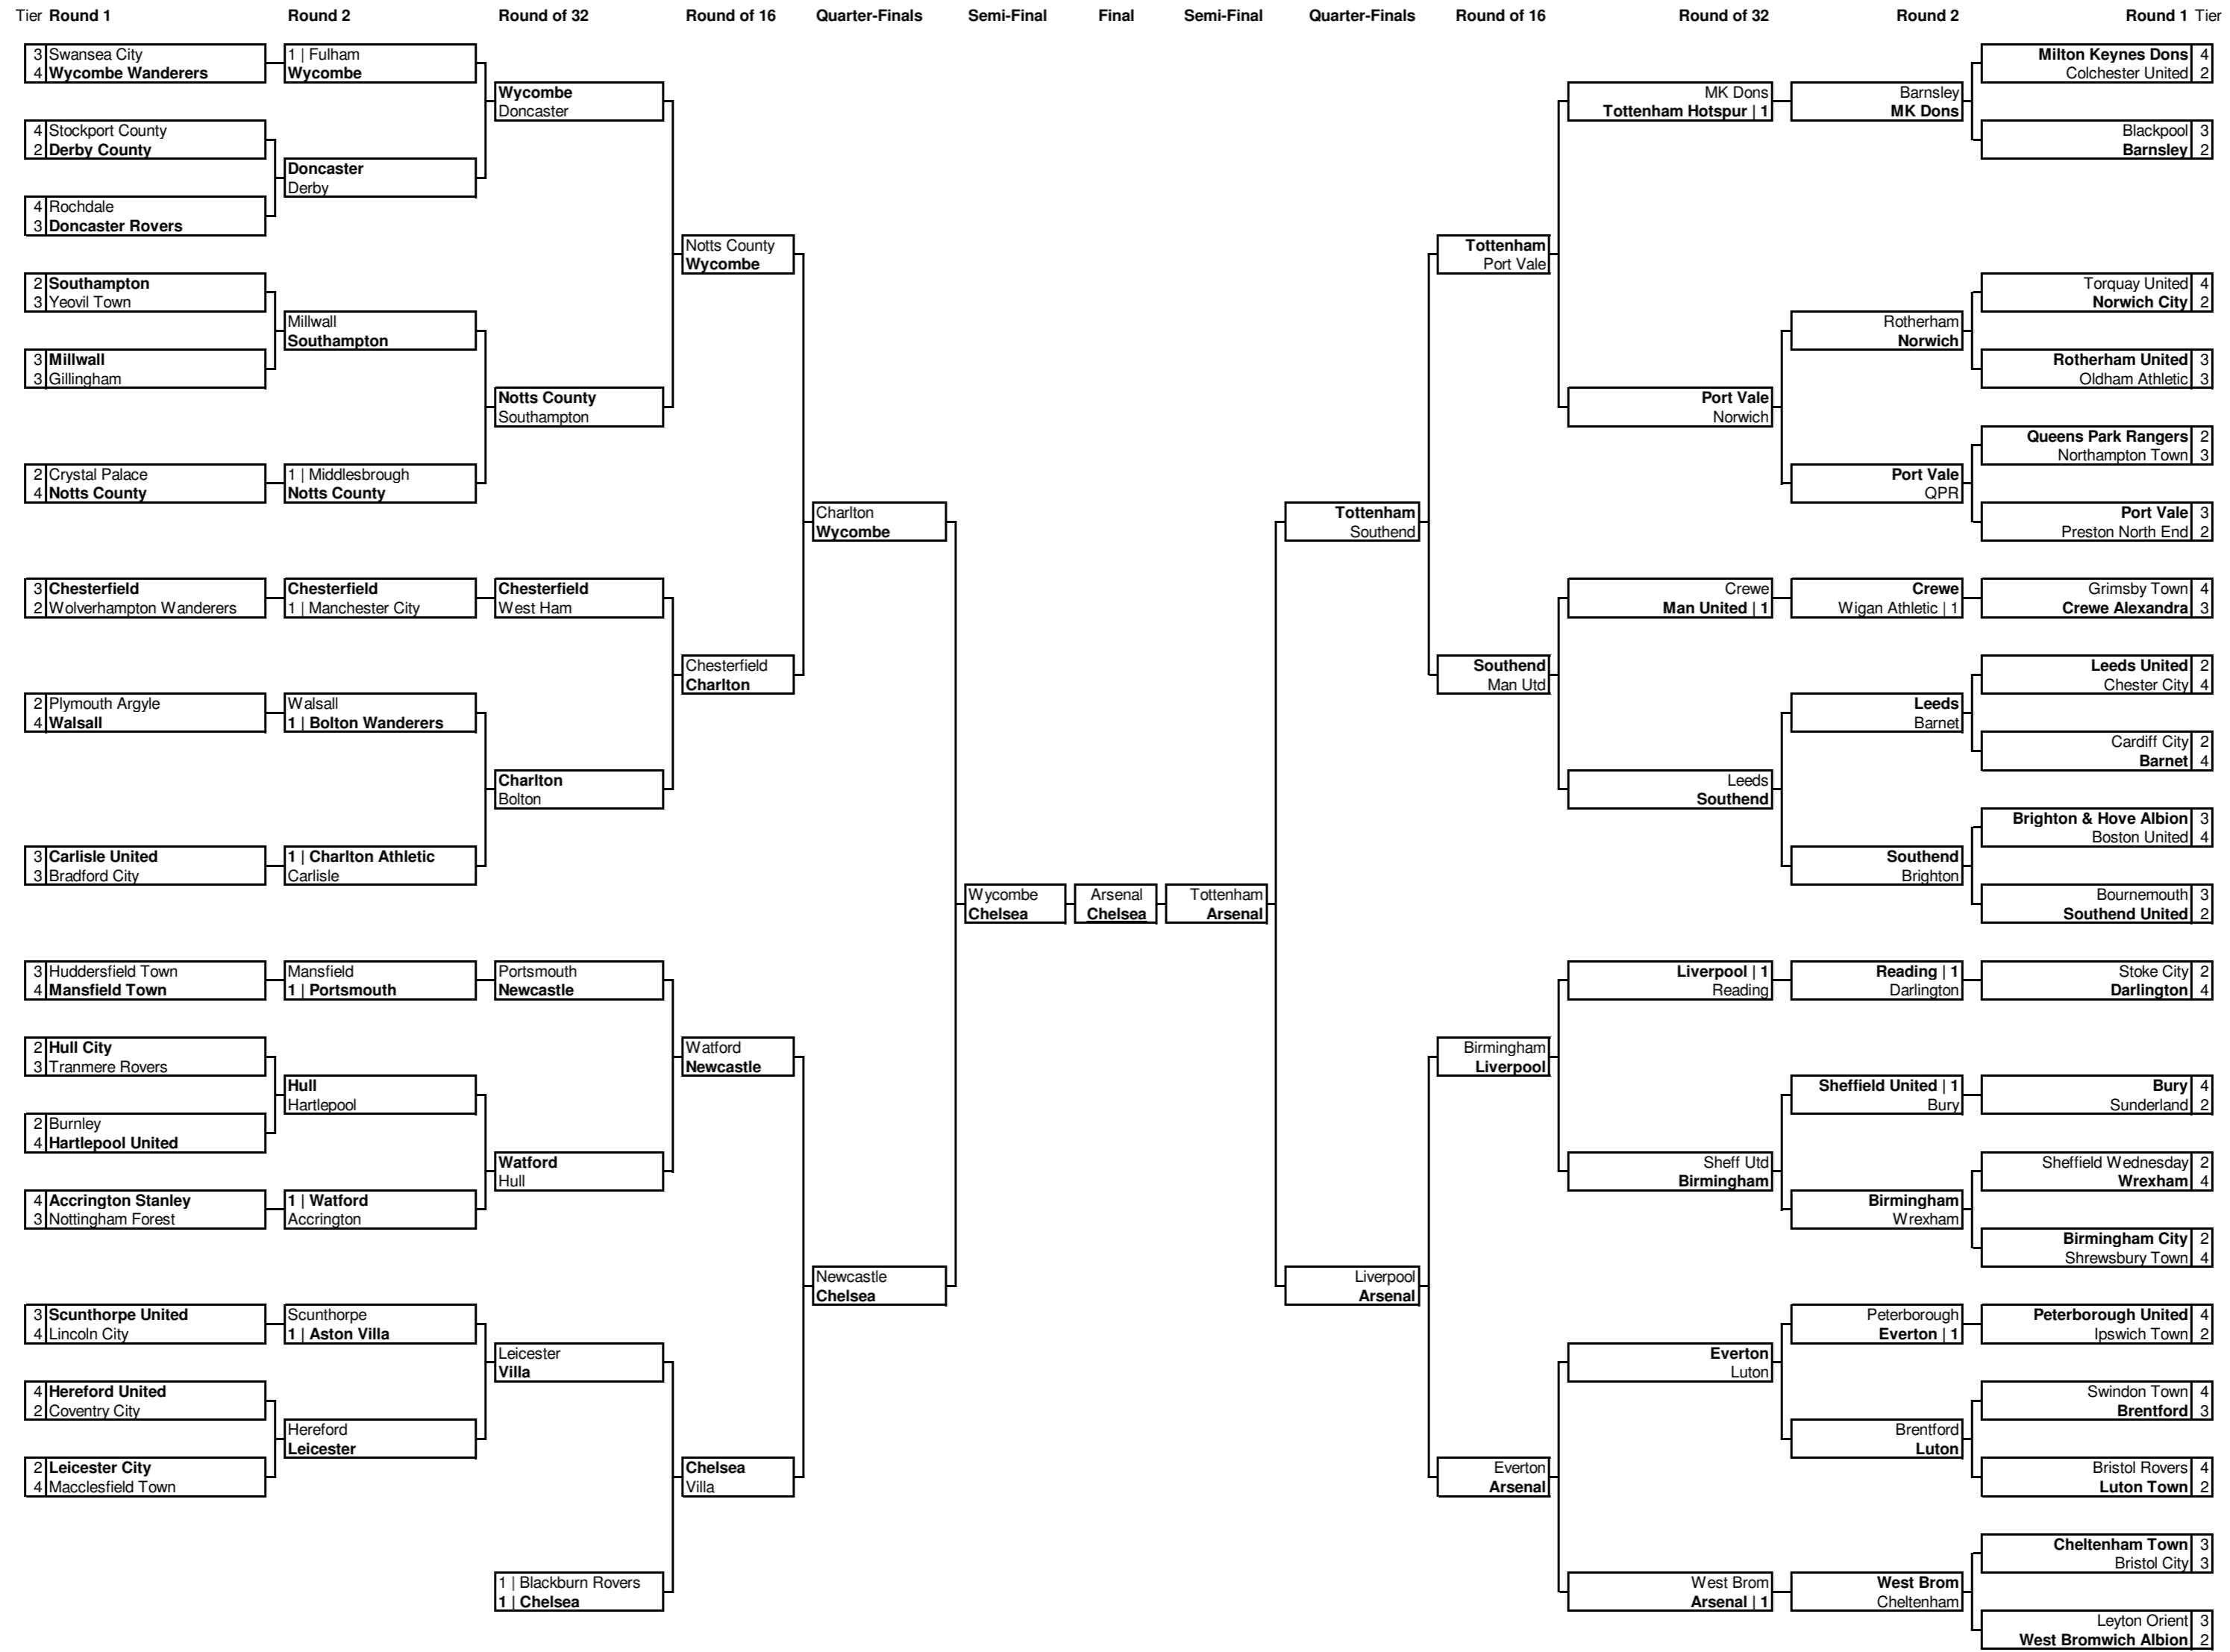 Tier Round 1 Round 2 Round of 32 Round of 16 Quarter-Finals Semi-Final Final Semi-Final Quarter-Finals Round of 16 Round of 32 Round 2 Round 1 Tier
3 Swansea City
4 Wycombe Wanderers
4 Stockport County
2 Derby County
4 Rochdale
3 Doncaster Rovers
2 Southampton
3 Yeovil Town
3 Millwall
3 Gillingham
2 Crystal Palace
4 Notts County
3 Chesterfield
2 Wolverhampton Wanderers
2 Plymouth Argyle
4 Walsall
3 Carlisle United
3 Bradford City
3 Huddersfield Town
4 Mansfield Town
2 Hull City
3 Tranmere Rovers
2 Burnley
4 Hartlepool United
4 Accrington Stanley
3 Nottingham Forest
3 Scunthorpe United
4 Lincoln City
4 Hereford United
2 Coventry City
2 Leicester City
4 Macclesfield Town
1 | Fulham
Wycombe
Doncaster
Derby
Millwall
Southampton
1 | Middlesbrough
Notts County
Chesterfield
1 | Manchester City
Walsall
1 | Bolton Wanderers
1 | Charlton Athletic
Carlisle
Mansfield
1 | Portsmouth
Hull
Hartlepool
1 | Watford
Accrington
Scunthorpe
1 | Aston Villa
Hereford
Leicester
Wycombe
Doncaster
Notts County
Southampton
Chesterfield
West Ham
Charlton
Bolton
Portsmouth
Newcastle
Watford
Hull
Leicester
Villa
1 | Blackburn Rovers
1 | Chelsea
Notts County
Wycombe
Chesterfield
Charlton
Watford
Newcastle
Chelsea
Villa
Charlton
Wycombe
Newcastle
Chelsea
Wycombe
Chelsea
Arsenal
Chelsea
Tottenham
Arsenal
Tottenham
Southend
Liverpool
Arsenal
Tottenham
Port Vale
Southend
Man Utd
Birmingham
Liverpool
Everton
Arsenal
MK Dons
Tottenham Hotspur | 1
Port Vale
Norwich
Crewe
Man United | 1
Leeds
Southend
Liverpool | 1
Reading
Sheff Utd
Birmingham
Everton
Luton
West Brom
Arsenal | 1
Barnsley
MK Dons
Rotherham
Norwich
Port Vale
QPR
Crewe
Wigan Athletic | 1
Leeds
Barnet
Southend
Brighton
Reading | 1
Darlington
Sheffield United | 1
Bury
Birmingham
Wrexham
Peterborough
Everton | 1
Brentford
Luton
West Brom
Cheltenham
Milton Keynes Dons 4
Colchester United 2
Blackpool 3
Barnsley 2
Torquay United 4
Norwich City 2
Rotherham United 3
Oldham Athletic 3
Queens Park Rangers 2
Northampton Town 3
Port Vale 3
Preston North End 2
Grimsby Town 4
Crewe Alexandra 3
Leeds United 2
Chester City 4
Cardiff City 2
Barnet 4
Brighton & Hove Albion 3
Boston United 4
Bournemouth 3
Southend United 2
Stoke City 2
Darlington 4
Bury 4
Sunderland 2
Sheffield Wednesday 2
Wrexham 4
Birmingham City 2
Shrewsbury Town 4
Peterborough United 4
Ipswich Town 2
Swindon Town 4
Brentford 3
Bristol Rovers 4
Luton Town 2
Cheltenham Town 3
Bristol City 3
Leyton Orient 3
West Bromwich Albion 2